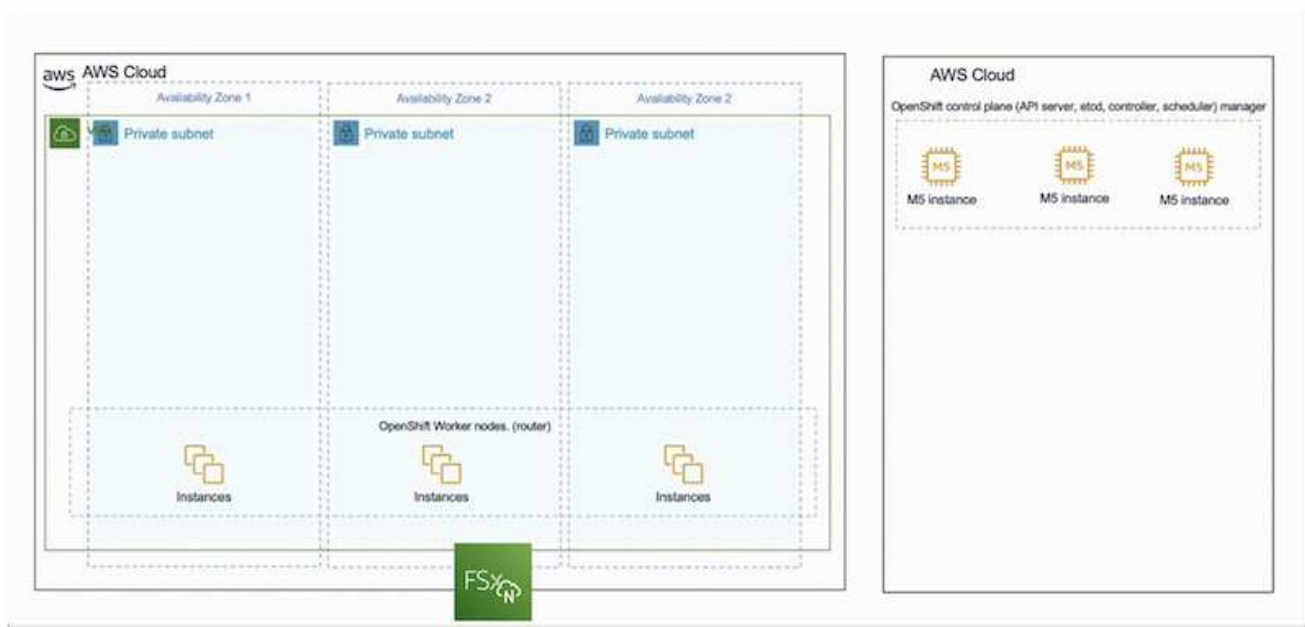 aws
AWS Cloud
Availability Zone 1
Availability Zone 2
Availability Zone 2
Private subnet
Private subnet
Private subnet
OpenShift Worker nodes. (router)
Instances
Instances
Instances
FSx
N
AWS Cloud
OpenShift control plane (API server, etcd, controller, scheduler) manager
M5
M5
M5
M5 instance
M5 instance
M5 instance